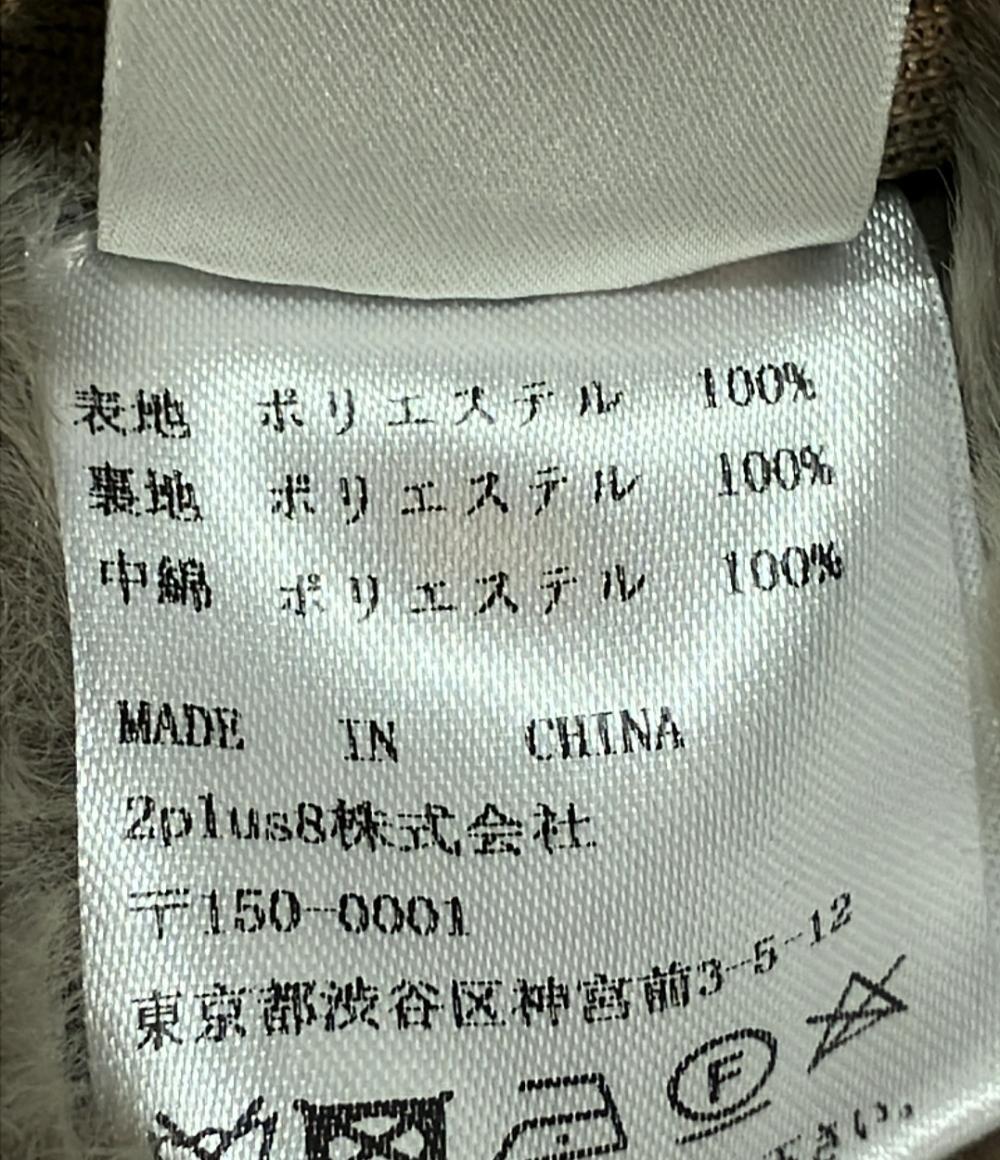 表地 ポリエステル 100%
裏地 ポリエステル 100%
中綿 ポリエステル 100%
MADE IN CHINA
2plus8株式会社
〒150-0001
東京都渋谷区神宮前3-5-12
F